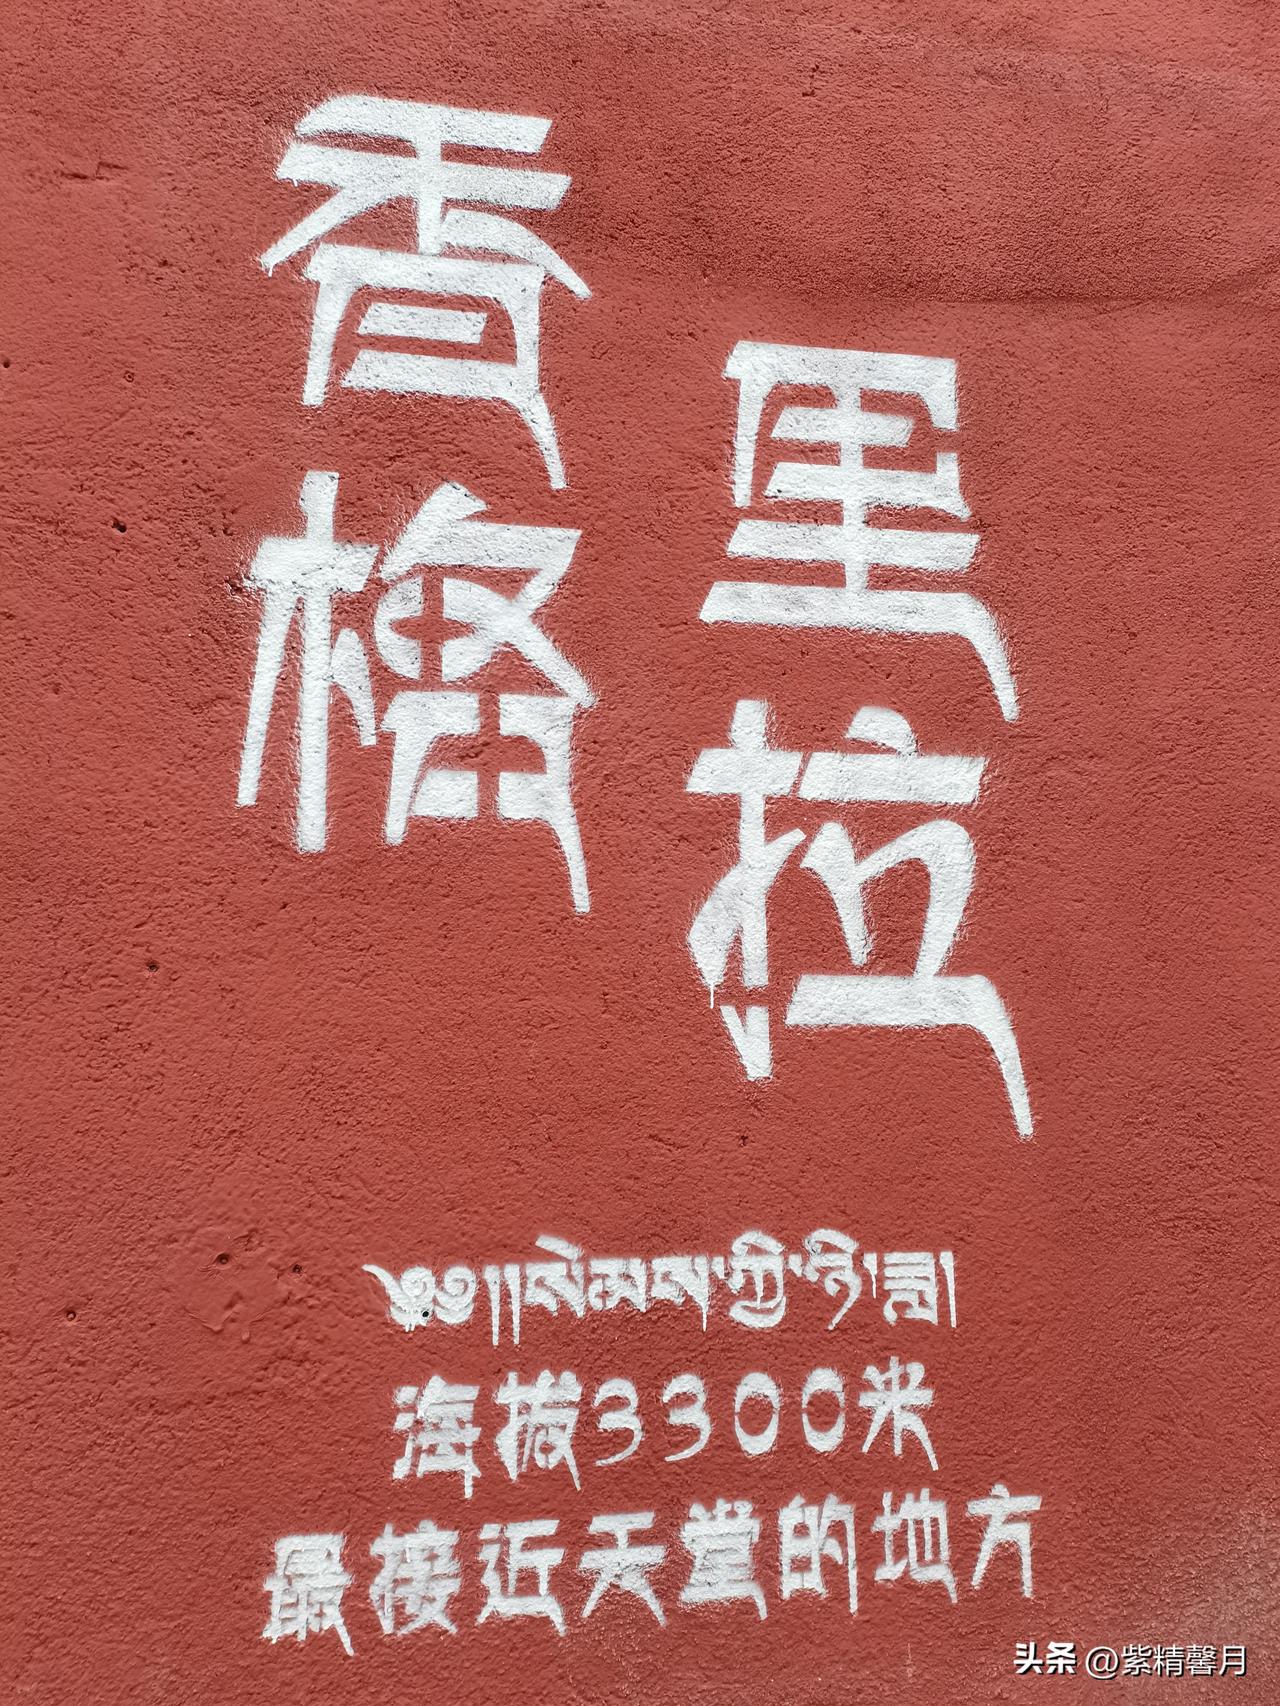 香格
里拉
海拔3300米
最接近天堂的地方
头条 @紫精馨月